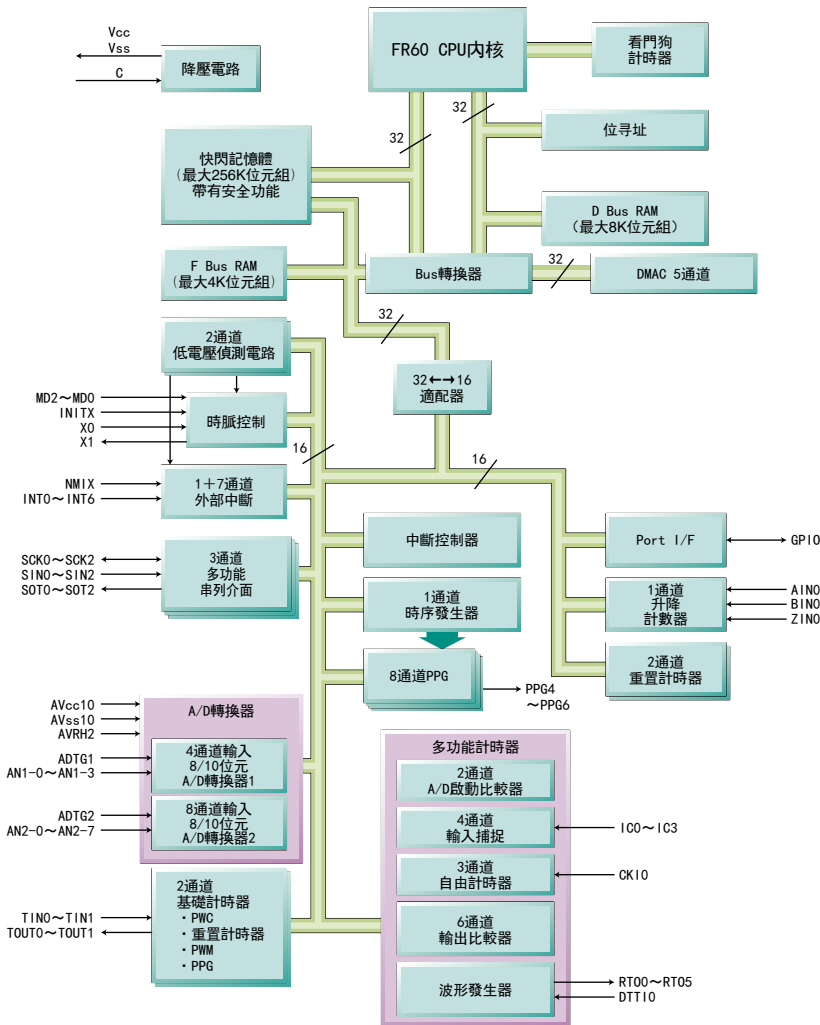 Vcc
Vss
C
降壓電路
FR60 CPU内核
看門狗
計時器
32
32
位寻址
快閃記憶體
(最大256K位元組)
帶有安全功能
D Bus RAM
(最大8K位元組)
F Bus RAM
(最大4K位元組)
Bus轉換器
32
DMAC 5通道
32
2通道
低電壓偵測電路
32←→16
適配器
MD2～MD0
INITX
X0
X1
時脈控制
16
16
NMIX
INT0～INT6
1＋7通道
外部中斷
中斷控制器
Port I/F
GPIO
SCK0～SCK2
SIN0～SIN2
SOT0～SOT2
3通道
多功能
串列介面
1通道
時序發生器
1通道
升降
計數器
AIN0
BIN0
ZIN0
8通道PPG
PPG4
～PPG6
2通道
重置計時器
AVcc10
AVss10
AVRH2
A/D轉換器
ADTG1
AN1-0～AN1-3
4通道輸入
8/10位元
A/D轉換器1
ADTG2
AN2-0～AN2-7
8通道輸入
8/10位元
A/D轉換器2
多功能計時器
2通道
A/D啟動比較器
4通道
輸入捕捉
IC0～IC3
3通道
自由計時器
CKI0
6通道
輸出比較器
波形發生器
RTO0～RTO5
DTTI0
TIN0～TIN1
TOUT0～TOUT1
2通道
基礎計時器
・PWC
・重置計時器
・PWM
・PPG